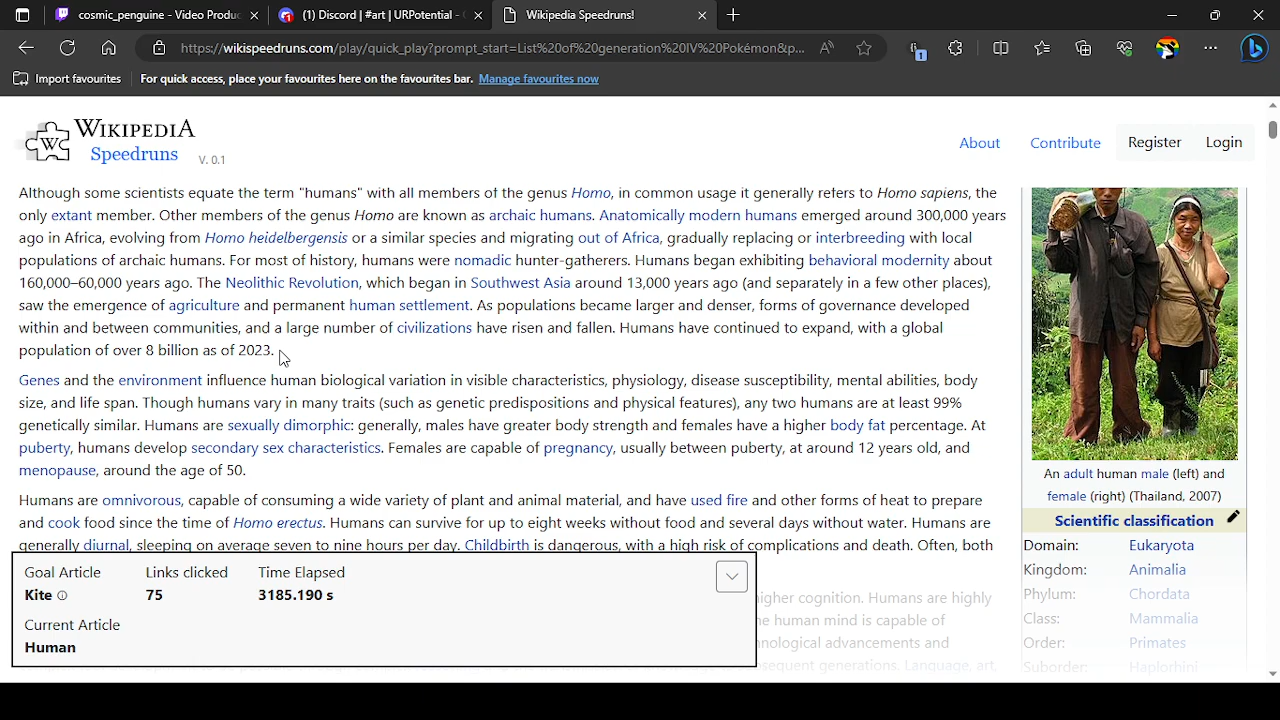 cosmic_penguine - Video Produc
(1) Discord | #art | URPotential -
Wikipedia Speedruns!
https://wikispeedruns.com/play/quick_play?prompt_start=List%20of%20generation%20IV%20Pokémon&p...
1
Import favourites
For quick access, place your favourites here on the favourites bar. Manage favourites now
WIKIPEDIA
Speedruns
V. 0.1
About
Contribute
Register
Login
Although some scientists equate the term "humans" with all members of the genus Homo, in common usage it generally refers to Homo sapiens, the
only extant member. Other members of the genus Homo are known as archaic humans. Anatomically modern humans emerged around 300,000 years
ago in Africa, evolving from Homo heidelbergensis or a similar species and migrating out of Africa, gradually replacing or interbreeding with local
populations of archaic humans. For most of history, humans were nomadic hunter-gatherers. Humans began exhibiting behavioral modernity about
160,000–60,000 years ago. The Neolithic Revolution, which began in Southwest Asia around 13,000 years ago (and separately in a few other places),
saw the emergence of agriculture and permanent human settlement. As populations became larger and denser, forms of governance developed
within and between communities, and a large number of civilizations have risen and fallen. Humans have continued to expand, with a global
population of over 8 billion as of 2023.
Genes and the environment influence human biological variation in visible characteristics, physiology, disease susceptibility, mental abilities, body
size, and life span. Though humans vary in many traits (such as genetic predispositions and physical features), any two humans are at least 99%
genetically similar. Humans are sexually dimorphic: generally, males have greater body strength and females have a higher body fat percentage. At
puberty, humans develop secondary sex characteristics. Females are capable of pregnancy, usually between puberty, at around 12 years old, and
menopause, around the age of 50.
Humans are omnivorous, capable of consuming a wide variety of plant and animal material, and have used fire and other forms of heat to prepare
and cook food since the time of Homo erectus. Humans can survive for up to eight weeks without food and several days without water. Humans are
generally diurnal, sleeping on average seven to nine hours per day. Childbirth is dangerous, with a high risk of complications and death. Often, both
higher cognition. Humans are highly
human mind is capable of
advancements and
generations. Language, art,
An adult human male (left) and
female (right) (Thailand, 2007)
Scientific classification
Domain: Eukaryota
Kingdom: Animalia
Phylum: Chordata
Class: Mammalia
Order: Primates
Suborder: Haplorhini
Goal Article Links clicked Time Elapsed
Kite 75 3185.190 s
Current Article
Human